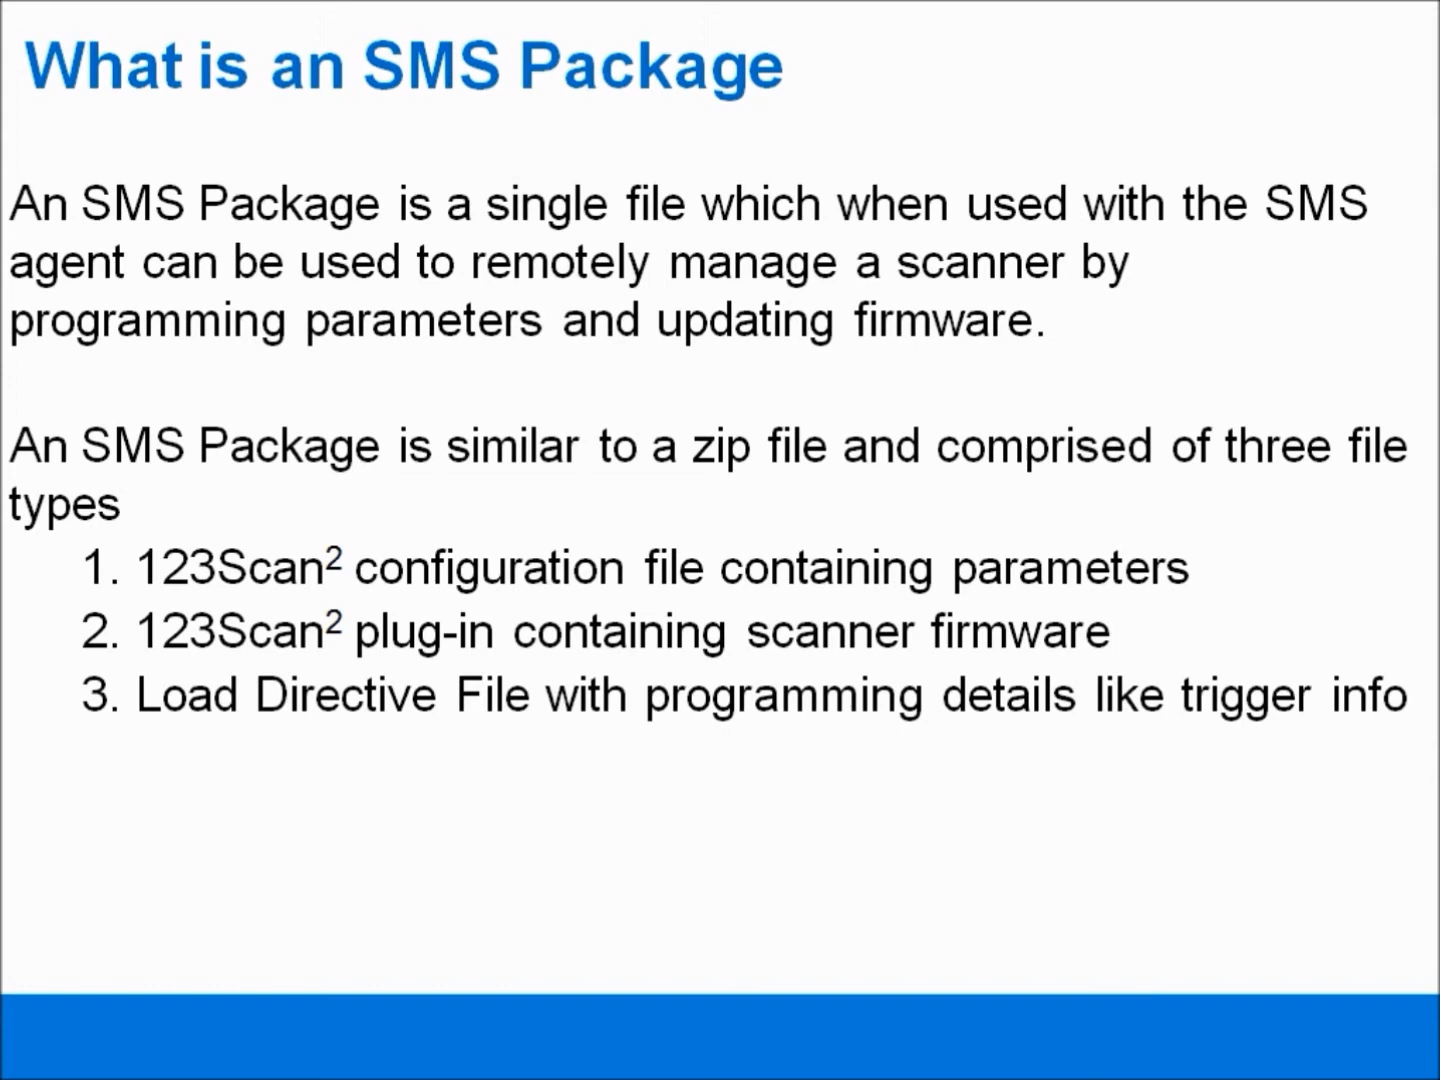 What is an SMS Package
An SMS Package is a single file which when used with the SMS
agent can be used to remotely manage a scanner by
programming parameters and updating firmware.
An SMS Package is similar to a zip file and comprised of three file
types
1. 123Scan² configuration file containing parameters
2. 123Scan² plug-in containing scanner firmware
3. Load Directive File with programming details like trigger info